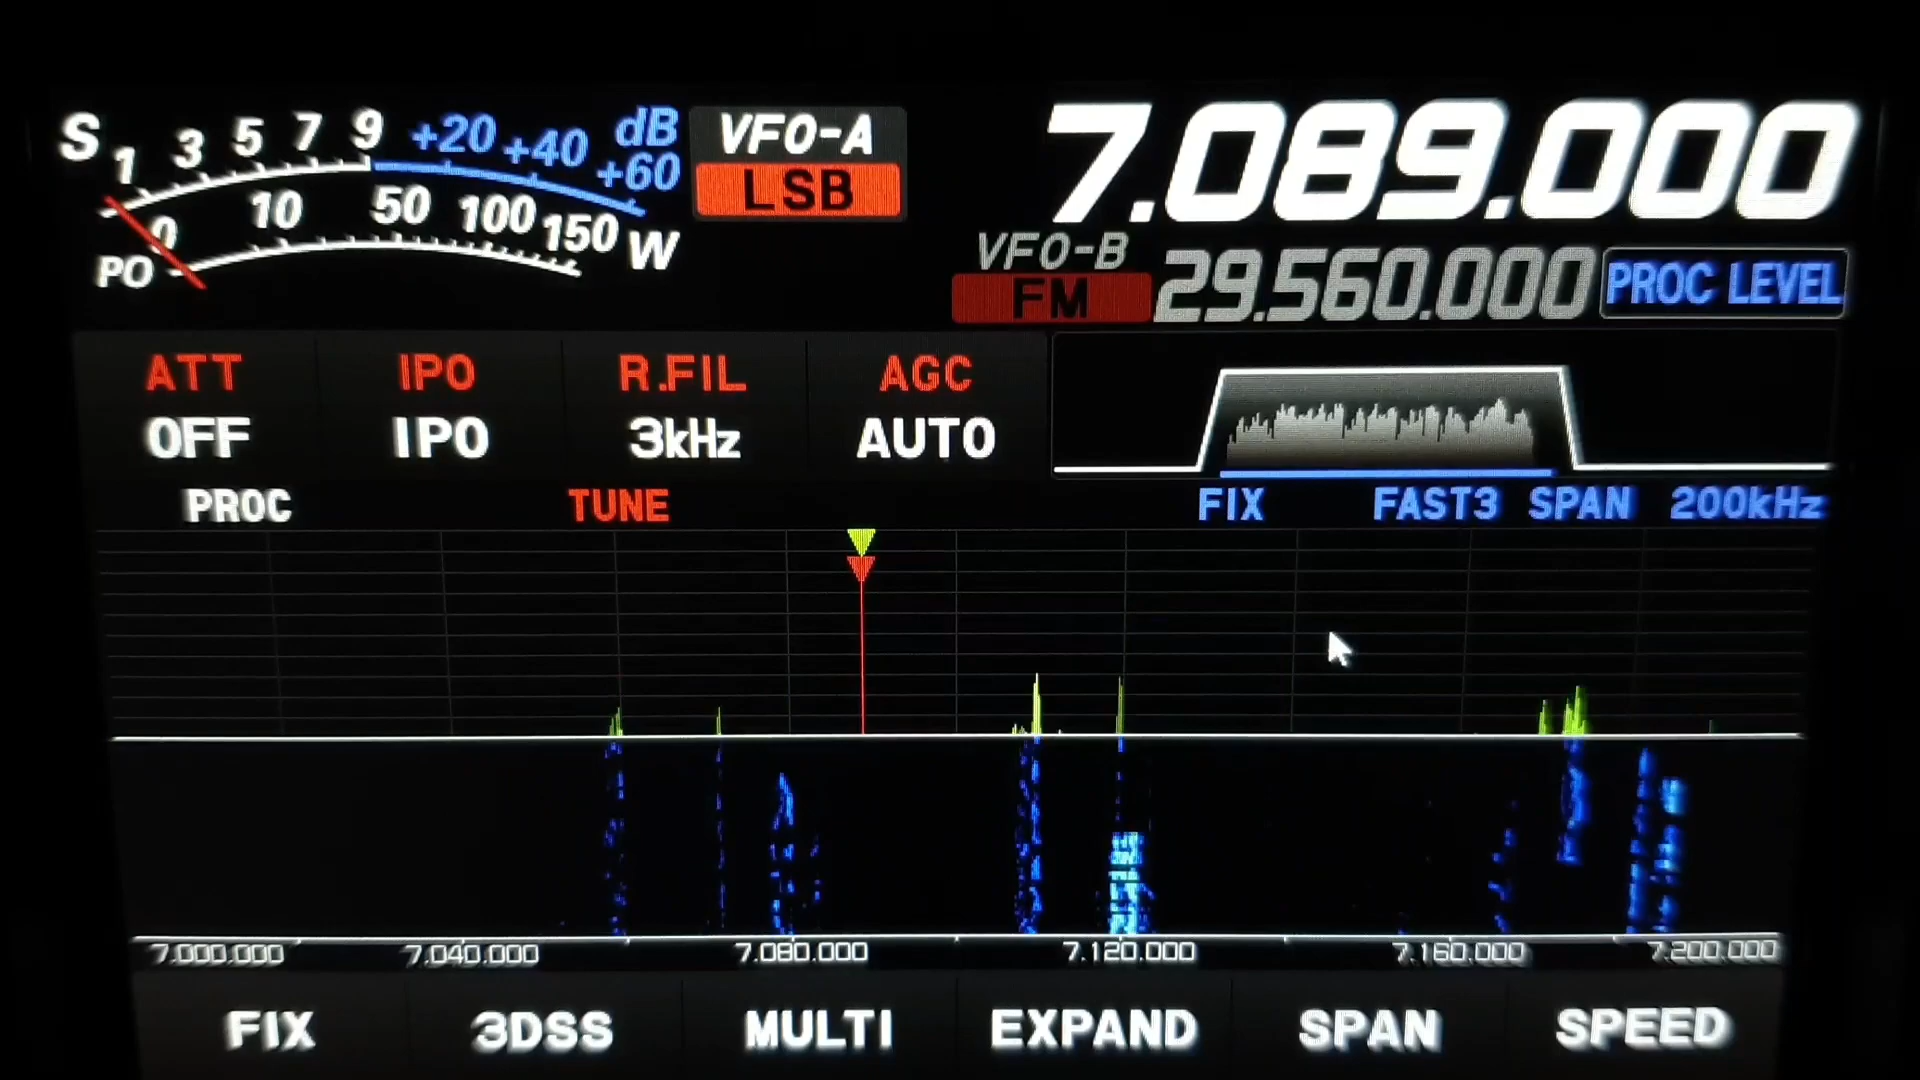 S 1 3 5 7 9 +20 +40 +60 dB
0 10 50 100 150 W
PO
VFO-A
LSB
7.089.000
VFO-B
FM
29.560.000
PROC LEVEL
ATT IPO R.FIL AGC
OFF IPO 3kHz AUTO
PROC TUNE FIX FAST3 SPAN 200kHz
7.000.000 7.040.000 7.080.000 7.120.000 7.160.000 7.200.000
FIX 3DSS MULTI EXPAND SPAN SPEED